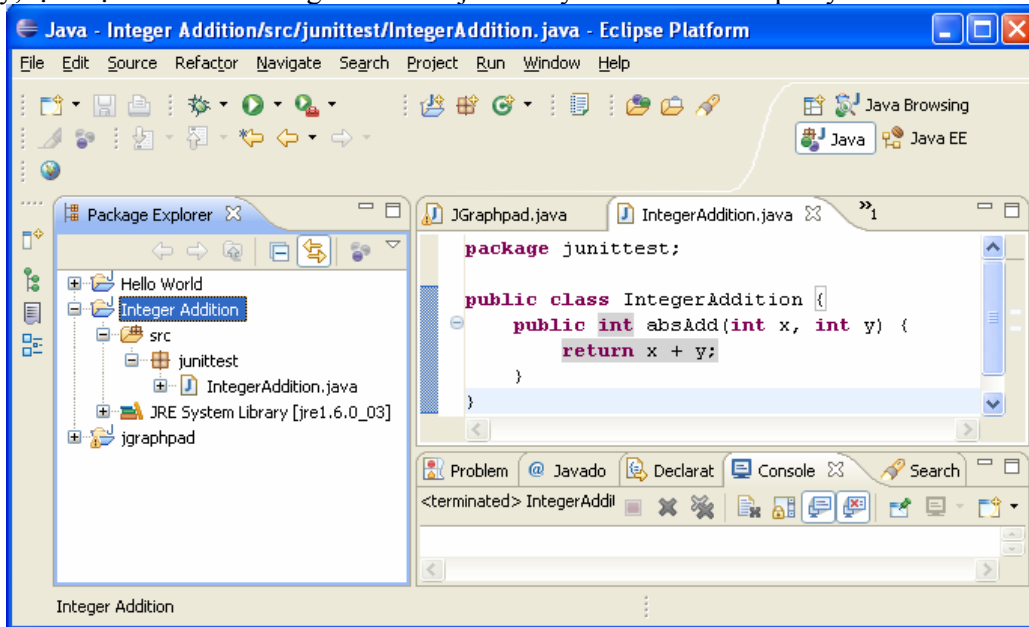 Java - Integer Addition/src/junittest/IntegerAddition.java - Eclipse Platform
File Edit Source Refactor Navigate Search Project Run Window Help
Java Browsing
Java Java EE
Package Explorer
Hello World
Integer Addition
src
junittest
IntegerAddition.java
JRE System Library [jre1.6.0_03]
jgraphpad
JGraphpad.java IntegerAddition.java »1
package junittest;
public class IntegerAddition {
public int absAdd(int x, int y) {
return x + y;
}
}
Problem @ Javado Declarat Console Search
<terminated> IntegerAddi
Integer Addition